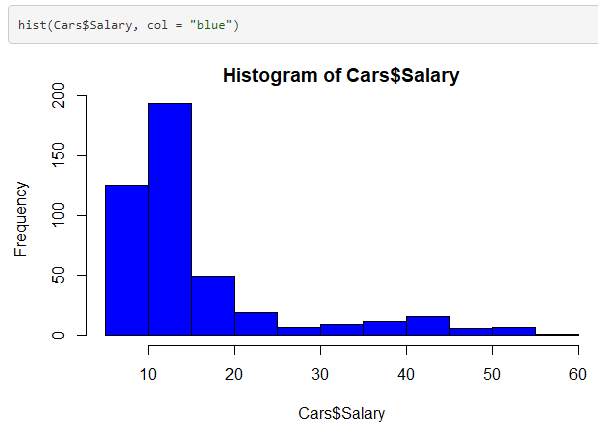 hist(Cars$Salary, col = "blue")
Histogram of Cars$Salary
Frequency
200
150
100
50
0
10 20 30 40 50 60
Cars$Salary